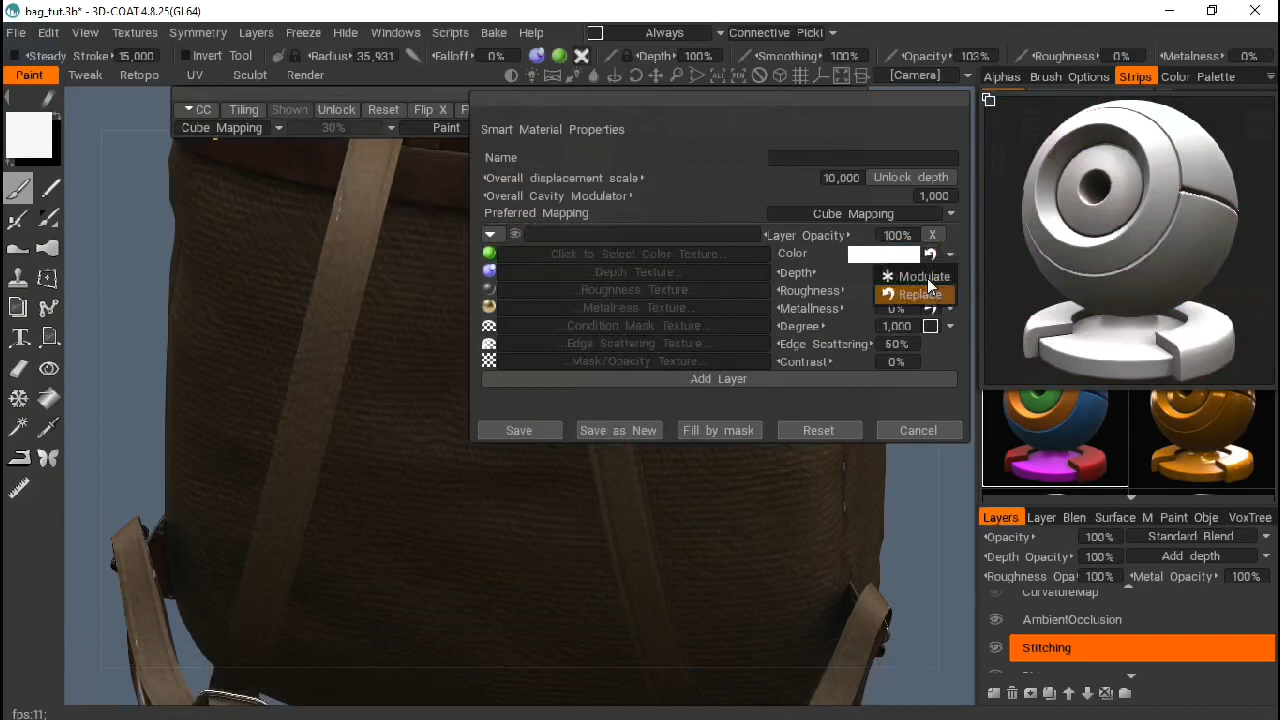 bag_tut.3b* - 3D-COAT 4.8.25(GL64)
File Edit View Textures Symmetry Layers Freeze Hide Windows Scripts Bake Help Always Connective Picki
Steady Stroke 15,000 Invert Tool Radius 35,931 Falloff 0% Depth 100% Smoothing 100% Opacity 103% Roughness 0% Metalness 0%
Paint Tweak Retopo UV Sculpt Render [Camera] Alphas Brush Options Strips Color Palette
CC Tiling Shown Unlock Reset Flip X F
Cube Mapping 30% Paint
Smart Material Properties
Name
Overall displacement scale 10,000 Unlock depth
Overall Cavity Modulator 1,000
Preferred Mapping Cube Mapping
Layer Opacity 100% X
...Click to Select Color Texture... Color
...Depth Texture... Depth Modulate
...Roughness Texture... Roughness Replace
...Metalness Texture... Metallness 0%
...Condition Mask Texture... Degree 1,000
...Edge Scattering Texture... Edge Scattering 50%
...Mask/Opacity Texture... Contrast 0%
Add Layer
Save Save as New Fill by mask Reset Cancel
Layers Layer Blen Surface M Paint Obje VoxTree
Opacity 100% Standard Blend
Depth Opacity 100% Add depth
Roughness Opa 100% Metal Opacity 100%
CurvatureMap
AmbientOcclusion
Stitching
fps:11;